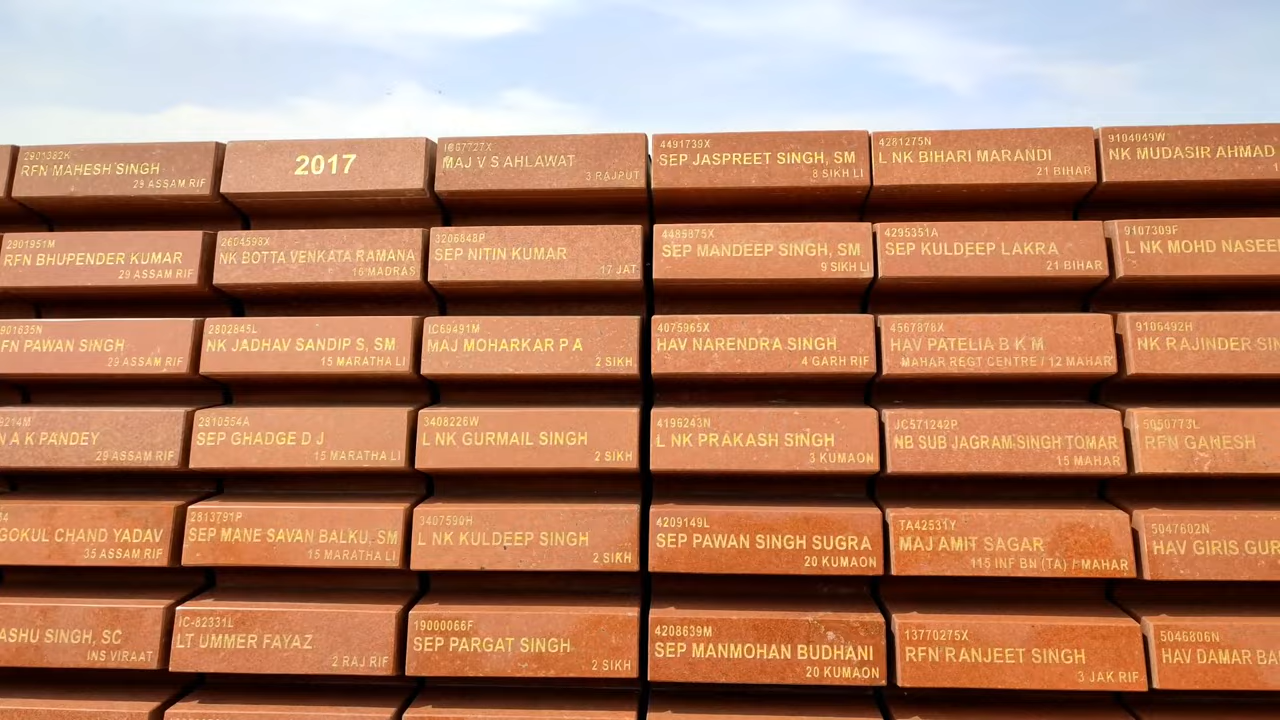 2901382K
RFN MAHESH SINGH
29 ASSAM RIF
2017
IC67727X
MAJ V S AHLAWAT
3 RAJPUT
4491739X
SEP JASPREET SINGH, SM
8 SIKH LI
4281275N
L NK BIHARI MARANDI
21 BIHAR
9104049W
NK MUDASIR AHMAD
2901951M
RFN BHUPENDER KUMAR
29 ASSAM RIF
2604598X
NK BOTTA VENKATA RAMANA
16 MADRAS
3206848P
SEP NITIN KUMAR
17 JAT
4485875X
SEP MANDEEP SINGH, SM
9 SIKH LI
4295351A
SEP KULDEEP LAKRA
21 BIHAR
9107309F
L NK MOHD NASEE
901635N
FN PAWAN SINGH
29 ASSAM RIF
2802845L
NK JADHAV SANDIP S, SM
15 MARATHA LI
IC69491M
MAJ MOHARKAR P A
2 SIKH
4075965X
HAV NARENDRA SINGH
4 GARH RIF
4567878X
HAV PATELIA B K M
MAHAR REGT CENTRE / 12 MAHAR
9106492H
NK RAJINDER SIN
9214M
N A K PANDEY
29 ASSAM RIF
2810554A
SEP GHADGE D J
15 MARATHA LI
3408226W
L NK GURMAIL SINGH
2 SIKH
4196243N
L NK PRAKASH SINGH
3 KUMAON
JC571242P
NB SUB JAGRAM SINGH TOMAR
15 MAHAR
5050773L
RFN GANESH
GOKUL CHAND YADAV
35 ASSAM RIF
2813791P
SEP MANE SAVAN BALKU, SM
15 MARATHA LI
3407590H
L NK KULDEEP SINGH
2 SIKH
4209149L
SEP PAWAN SINGH SUGRA
20 KUMAON
TA42531Y
MAJ AMIT SAGAR
115 INF BN (TA) / MAHAR
5047602N
HAV GIRIS GUR
ASHU SINGH, SC
INS VIRAAT
IC-82331L
LT UMMER FAYAZ
2 RAJ RIF
19000066F
SEP PARGAT SINGH
2 SIKH
4208639M
SEP MANMOHAN BUDHANI
20 KUMAON
13770275X
RFN RANJEET SINGH
3 JAK RIF
5046806N
HAV DAMAR BA